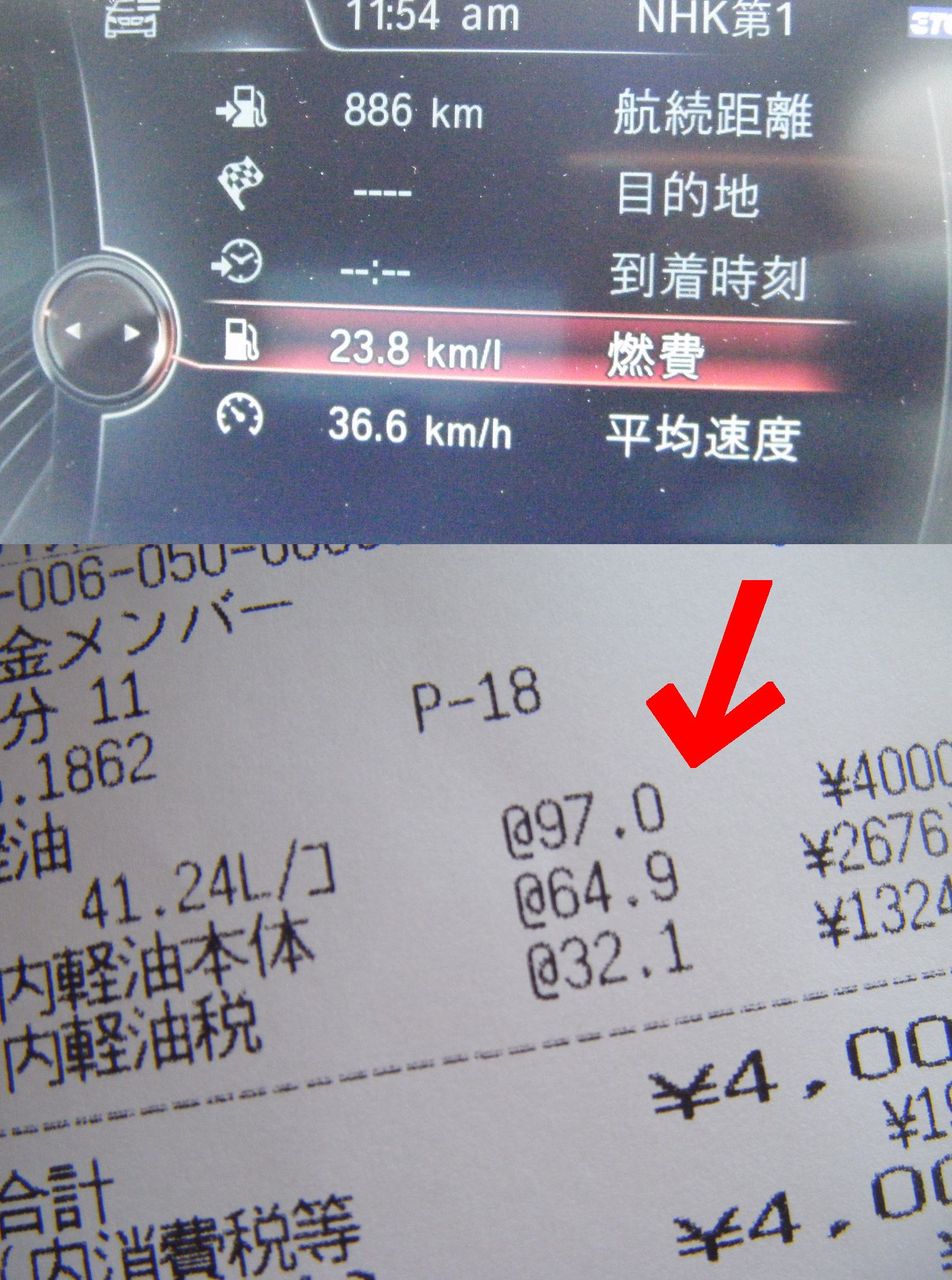 11:54 am NHK第1
886 km 航続距離
---- 目的地
--:-- 到着時刻
23.8 km/l 燃費
36.6 km/h 平均速度
-006-050-
金メンバー
分 11 P-18
.1862
軽油 @97.0 ¥4000
41.24L/コ @64.9 ¥2676
内軽油本体 @32.1 ¥1324
内軽油税
¥4,00
合計
(内消費税等 ¥4,00